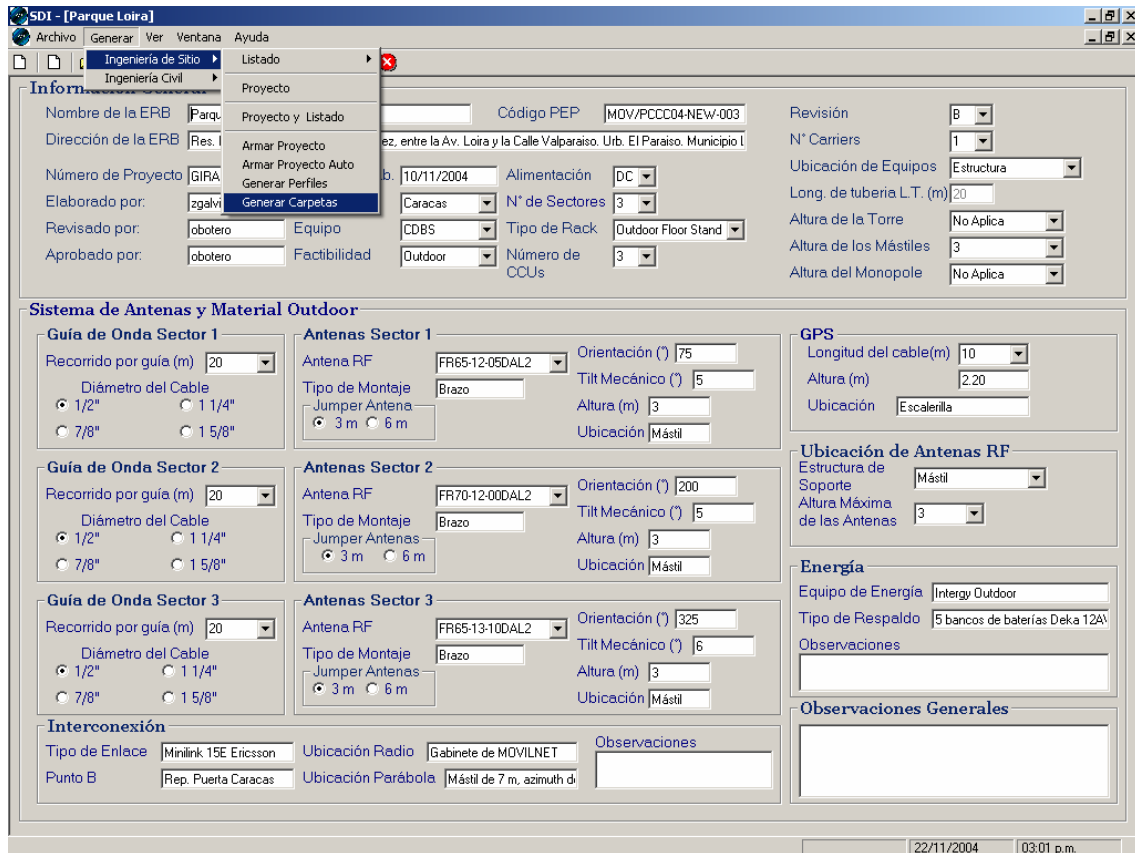 SDI - [Parque Loira]
Archivo Generar Ver Ventana Ayuda
Ingeniería de Sitio
Ingeniería Civil
Listado
Proyecto
Proyecto y Listado
Armar Proyecto
Armar Proyecto Auto
Generar Perfiles
Generar Carpetas
Información General
Nombre de la ERB Parqu Código PEP MOV/PCCC04-NEW-003
Dirección de la ERB Res. ez, entre la Av. Loira y la Calle Valparaiso. Urb. El Paraiso. Municipio L
Número de Proyecto GIRA b. 10/11/2004 Alimentación DC
Elaborado por: zgalvi Caracas N° de Sectores 3
Revisado por: obotero Equipo CDBS Tipo de Rack Outdoor Floor Stand
Aprobado por: obotero Factibilidad Outdoor Número de CCUs 3
Revisión B
N° Carriers 1
Ubicación de Equipos Estructura
Long. de tuberia L.T. (m) 20
Altura de la Torre No Aplica
Altura de los Mástiles 3
Altura del Monopole No Aplica
Sistema de Antenas y Material Outdoor
Guía de Onda Sector 1
Recorrido por guía (m) 20
Diámetro del Cable
1/2" 1 1/4"
7/8" 1 5/8"
Antenas Sector 1
Antena RF FR65-12-05DAL2
Tipo de Montaje Brazo
Jumper Antena
3 m 6 m
Orientación (°) 75
Tilt Mecánico (°) 5
Altura (m) 3
Ubicación Mástil
GPS
Longitud del cable(m) 10
Altura (m) 2.20
Ubicación Escalerilla
Guía de Onda Sector 2
Recorrido por guía (m) 20
Diámetro del Cable
1/2" 1 1/4"
7/8" 1 5/8"
Antenas Sector 2
Antena RF FR70-12-00DAL2
Tipo de Montaje Brazo
Jumper Antenas
3 m 6 m
Orientación (°) 200
Tilt Mecánico (°) 5
Altura (m) 3
Ubicación Mástil
Ubicación de Antenas RF
Estructura de Soporte Mástil
Altura Máxima de las Antenas 3
Guía de Onda Sector 3
Recorrido por guía (m) 20
Diámetro del Cable
1/2" 1 1/4"
7/8" 1 5/8"
Antenas Sector 3
Antena RF FR65-13-10DAL2
Tipo de Montaje Brazo
Jumper Antenas
3 m 6 m
Orientación (°) 325
Tilt Mecánico (°) 6
Altura (m) 3
Ubicación Mástil
Energía
Equipo de Energía Intergy Outdoor
Tipo de Respaldo 5 bancos de baterías Deka 12AV
Observaciones
Interconexión
Tipo de Enlace Minilink 15E Ericsson Ubicación Radio Gabinete de MOVILNET
Punto B Rep. Puerta Caracas Ubicación Parábola Mástil de 7 m, azimuth d
Observaciones
Observaciones Generales
22/11/2004 03:01 p.m.